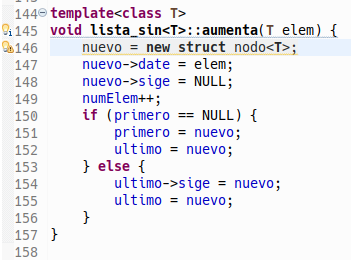 144 template<class T>
145 void lista_sin<T>::aumenta(T elem) {
146     nuevo = new struct nodo<T>;
147     nuevo->date = elem;
148     nuevo->sige = NULL;
149     numElem++;
150     if (primero == NULL) {
151         primero = nuevo;
152         ultimo = nuevo;
153     } else {
154         ultimo->sige = nuevo;
155         ultimo = nuevo;
156     }
157 }
158